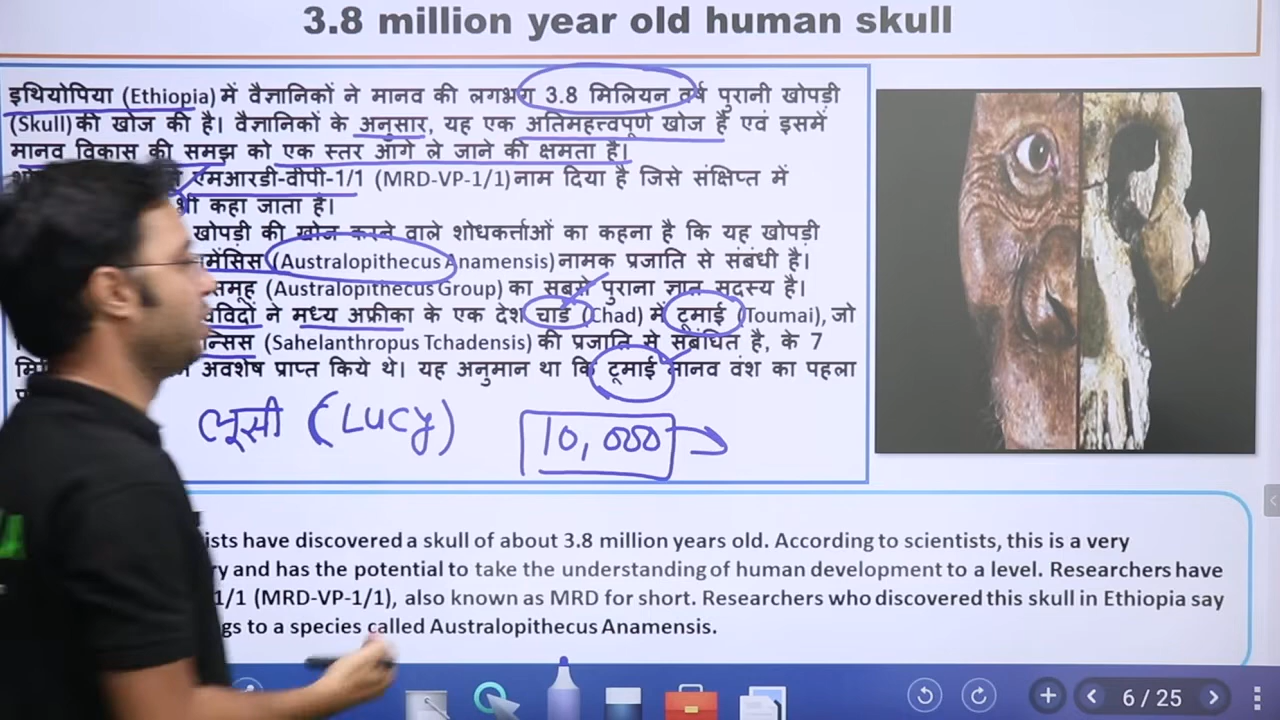 3.8 million year old human skull
इथियोपिया (Ethiopia) में वैज्ञानिकों ने मानव की लगभग 3.8 मिलियन वर्ष पुरानी खोपड़ी
(Skull) की खोज की है। वैज्ञानिकों के अनुसार, यह एक अतिमहत्त्वपूर्ण खोज है एवं इसमें
मानव विकास की समझ को एक स्तर आगे ले जाने की क्षमता है।
एमआरडी-वीपी-1/1 (MRD-VP-1/1) नाम दिया है जिसे संक्षिप्त में
भी कहा जाता है।
खोपड़ी की खोज करने वाले शोधकर्त्ताओं का कहना है कि यह खोपड़ी
(Australopithecus Anamensis) नामक प्रजाति से संबंधी है।
समूह (Australopithecus Group) का सबसे पुराना ज्ञात सदस्य है।
ने मध्य अफ्रीका के एक देश चाड (Chad) में टूमाई (Toumai), जो
(Sahelanthropus Tchadensis) की प्रजाति से संबंधित है, के 7
अवशेष प्राप्त किये थे। यह अनुमान था कि टूमाई मानव वंश का पहला
लूसी (Lucy) 10,000
have discovered a skull of about 3.8 million years old. According to scientists, this is a very
and has the potential to take the understanding of human development to a level. Researchers have
1/1 (MRD-VP-1/1), also known as MRD for short. Researchers who discovered this skull in Ethiopia say
to a species called Australopithecus Anamensis.
6 / 25